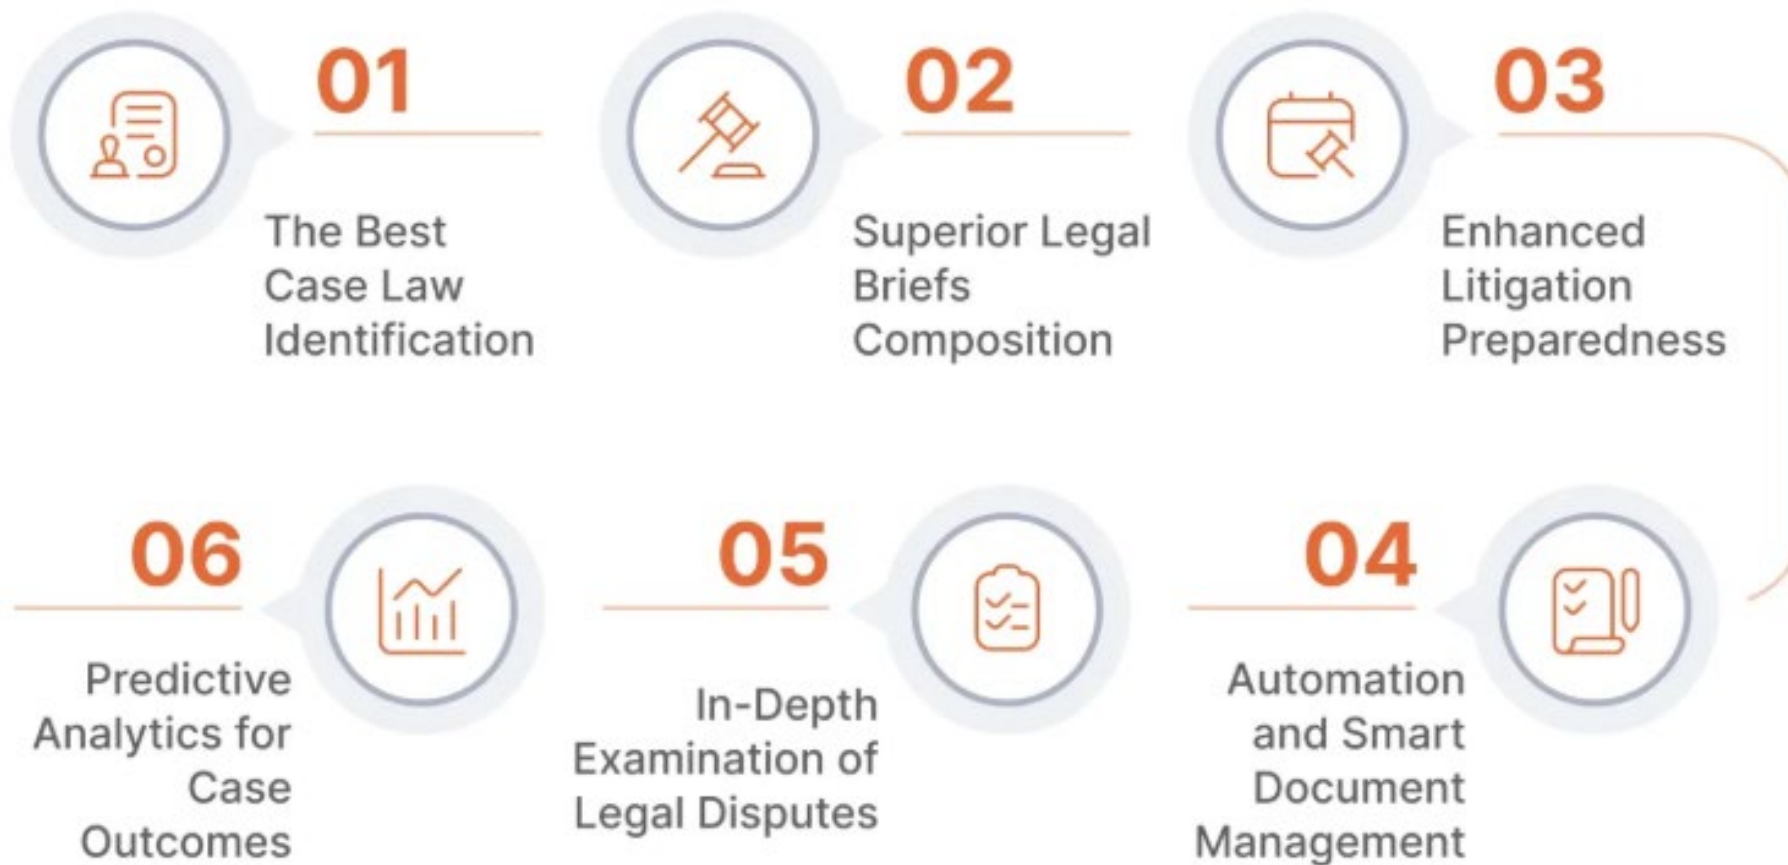 01
The Best
Case Law
Identification
02
Superior Legal
Briefs
Composition
03
Enhanced
Litigation
Preparedness
04
Automation
and Smart
Document
Management
05
In-Depth
Examination of
Legal Disputes
06
Predictive
Analytics for
Case
Outcomes